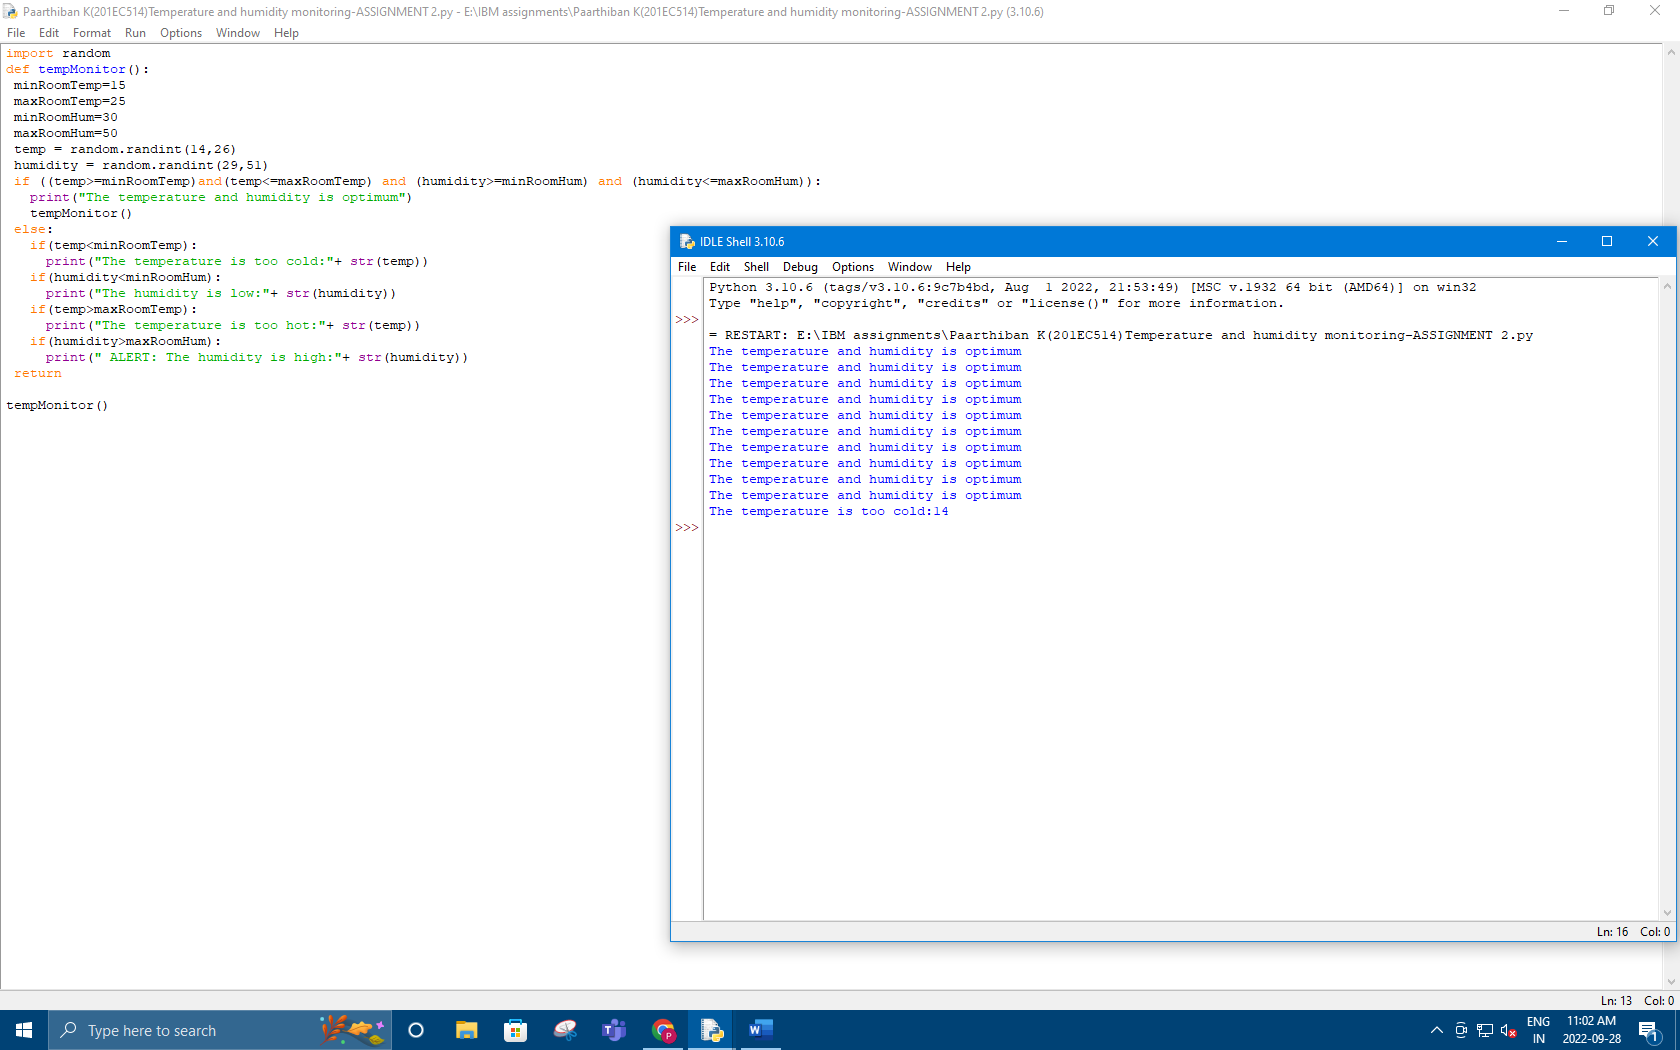 Paarthiban K(201EC514)Temperature and humidity monitoring-ASSIGNMENT 2.py - E:\IBM assignments\Paarthiban K(201EC514)Temperature and humidity monitoring-ASSIGNMENT 2.py (3.10.6)
File Edit Format Run Options Window Help
import random
def tempMonitor():
 minRoomTemp=15
 maxRoomTemp=25
 minRoomHum=30
 maxRoomHum=50
 temp = random.randint(14,26)
 humidity = random.randint(29,51)
 if ((temp>=minRoomTemp)and(temp<=maxRoomTemp) and (humidity>=minRoomHum) and (humidity<=maxRoomHum)):
   print("The temperature and humidity is optimum")
   tempMonitor()
 else:
   if(temp<minRoomTemp):
     print("The temperature is too cold:"+ str(temp))
   if(humidity<minRoomHum):
     print("The humidity is low:"+ str(humidity))
   if(temp>maxRoomTemp):
     print("The temperature is too hot:"+ str(temp))
   if(humidity>maxRoomHum):
     print(" ALERT: The humidity is high:"+ str(humidity))
 return
tempMonitor()
IDLE Shell 3.10.6
File Edit Shell Debug Options Window Help
Python 3.10.6 (tags/v3.10.6:9c7b4bd, Aug  1 2022, 21:53:49) [MSC v.1932 64 bit (AMD64)] on win32
Type "help", "copyright", "credits" or "license()" for more information.
>>>
= RESTART: E:\IBM assignments\Paarthiban K(201EC514)Temperature and humidity monitoring-ASSIGNMENT 2.py
The temperature and humidity is optimum
The temperature and humidity is optimum
The temperature and humidity is optimum
The temperature and humidity is optimum
The temperature and humidity is optimum
The temperature and humidity is optimum
The temperature and humidity is optimum
The temperature and humidity is optimum
The temperature and humidity is optimum
The temperature and humidity is optimum
The temperature is too cold:14
>>>
Ln: 16 Col: 0
Ln: 13 Col: 0
Type here to search
ENG
IN
11:02 AM
2022-09-28
1